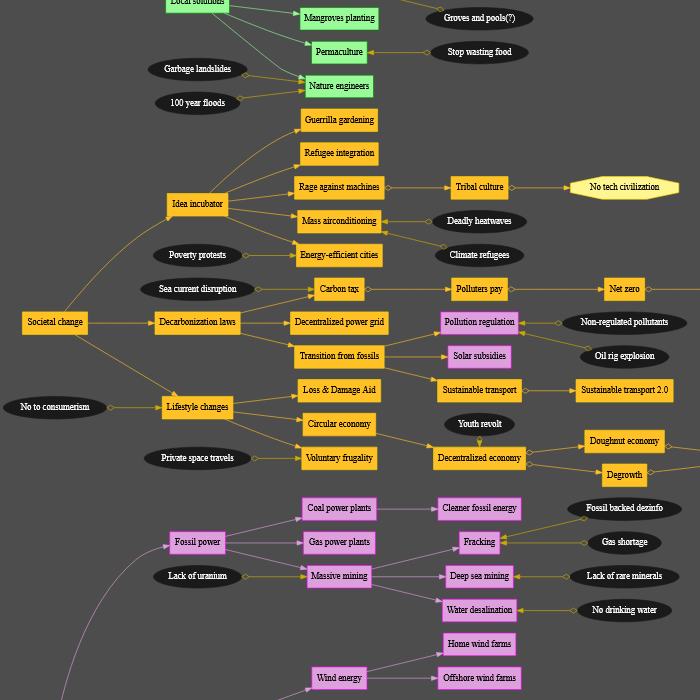 Local solutions
Mangroves planting
Groves and pools(?)
Permaculture
Stop wasting food
Garbage landslides
Nature engineers
100 year floods
Guerrilla gardening
Refugee integration
Rage against machines
Tribal culture
No tech civilization
Idea incubator
Mass airconditioning
Deadly heatwaves
Poverty protests
Energy-efficient cities
Climate refugees
Sea current disruption
Carbon tax
Polluters pay
Net zero
Societal change
Decarbonization laws
Decentralized power grid
Pollution regulation
Non-regulated pollutants
Transition from fossils
Solar subsidies
Oil rig explosion
Loss & Damage Aid
Sustainable transport
Sustainable transport 2.0
No to consumerism
Lifestyle changes
Circular economy
Youth revolt
Doughnut economy
Private space travels
Voluntary frugality
Decentralized economy
Degrowth
Coal power plants
Cleaner fossil energy
Fossil backed dezinfo
Fossil power
Gas power plants
Fracking
Gas shortage
Lack of uranium
Massive mining
Deep sea mining
Lack of rare minerals
Water desalination
No drinking water
Home wind farms
Wind energy
Offshore wind farms